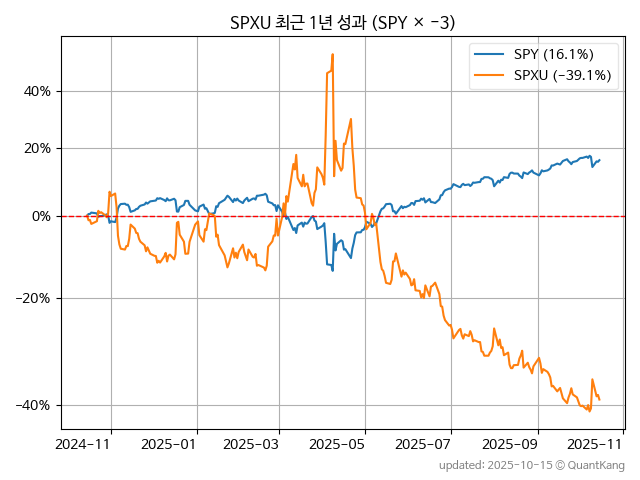 SPXU 최근 1년 성과 (SPY × −3)
SPY (16.1%)
SPXU (−39.1%)
40%
20%
0%
−20%
−40%
2024-11 2025-01 2025-03 2025-05 2025-07 2025-09 2025-11
updated: 2025-10-15 © QuantKang